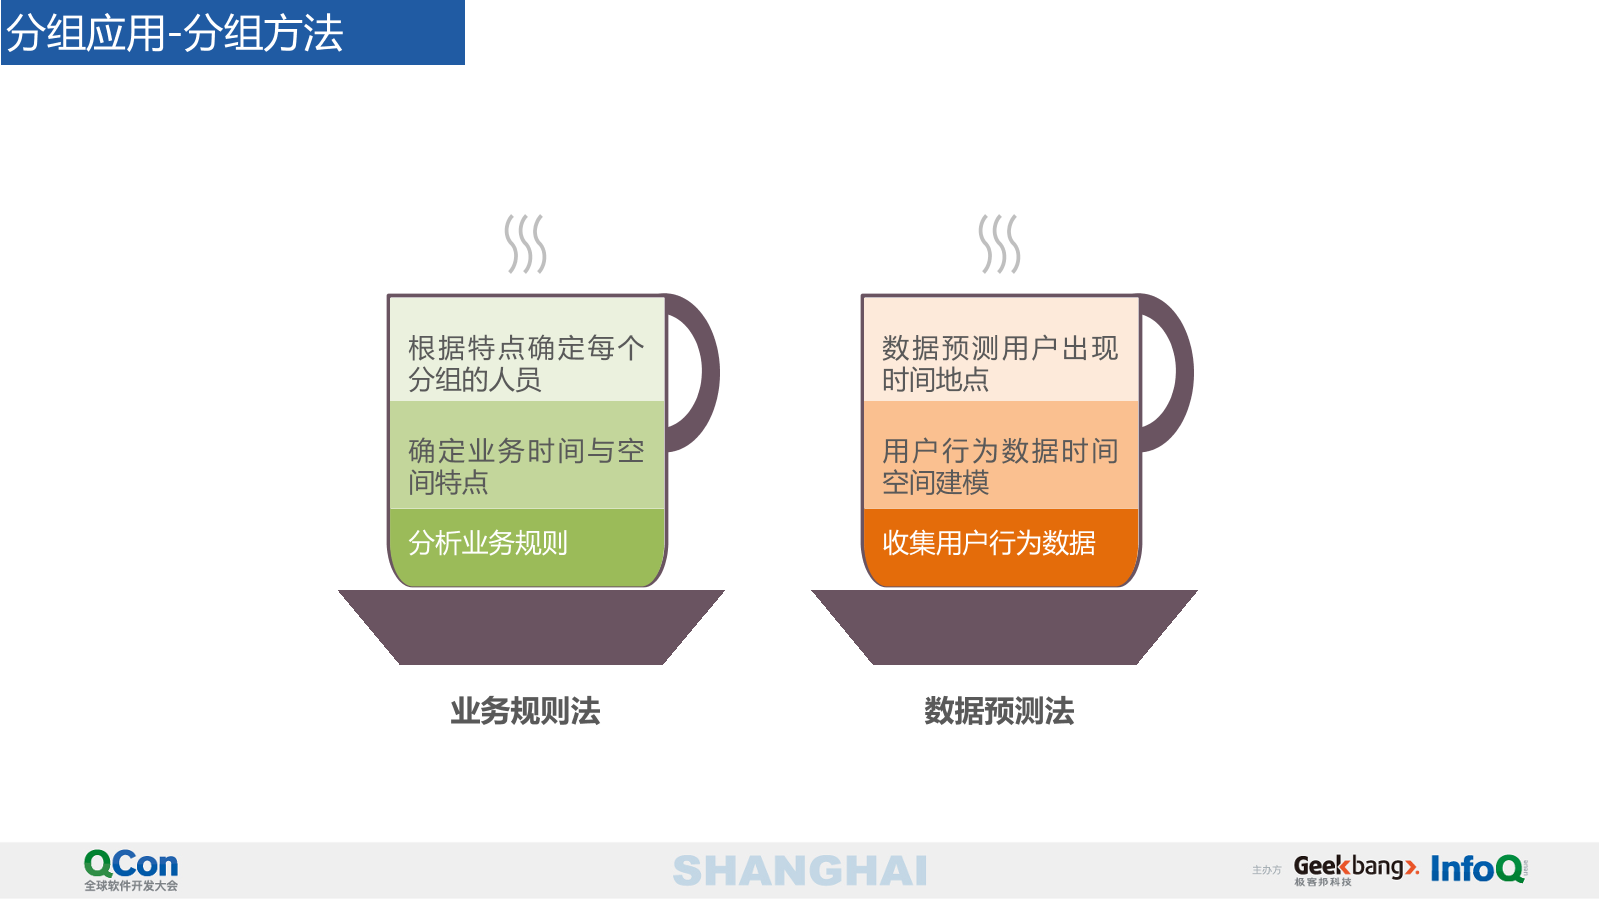 分组应用-分组方法
根据特点确定每个
分组的人员
确定业务时间与空
间特点
分析业务规则
业务规则法
数据预测用户出现
时间地点
用户行为数据时间
空间建模
收集用户行为数据
数据预测法
QCon
全球软件开发大会
SHANGHAI
主办方
Geekbang
极客邦科技
InfoQ